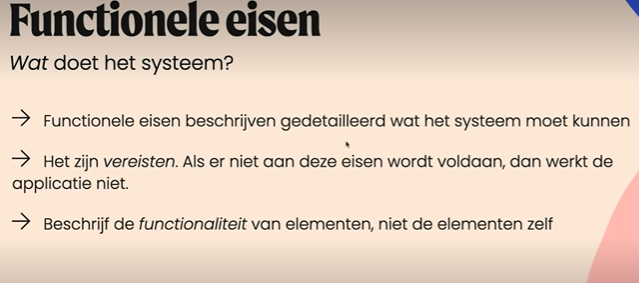 Functionele eisen
Wat doet het systeem?
→ Functionele eisen beschrijven gedetailleerd wat het systeem moet kunnen
→ Het zijn vereisten. Als er niet aan deze eisen wordt voldaan, dan werkt de
applicatie niet.
→ Beschrijf de functionaliteit van elementen, niet de elementen zelf